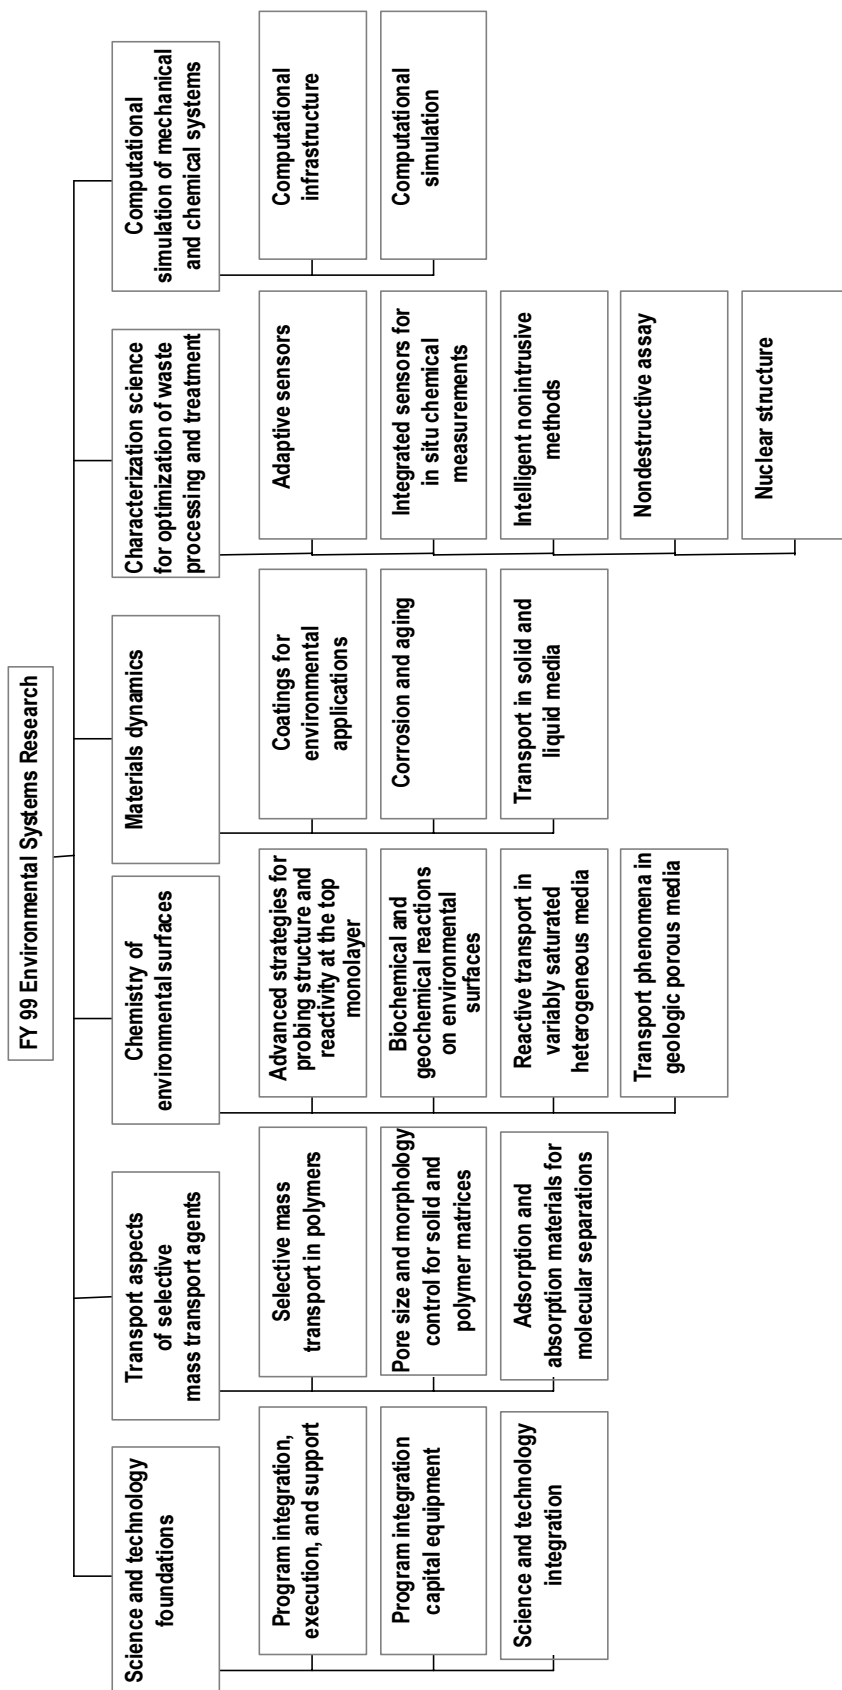 FY 99 Environmental Systems Research
Science and technology
foundations
Program integration,
execution, and support
Program integration
capital equipment
Science and technology
integration
Transport aspects
of selective
mass transport agents
Selective mass
transport in polymers
Pore size and morphology
control for solid and
polymer matrices
Adsorption and
absorption materials for
molecular separations
Chemistry of
environmental surfaces
Advanced strategies for
probing structure and
reactivity at the top
monolayer
Biochemical and
geochemical reactions
on environmental
surfaces
Reactive transport in
variably saturated
heterogeneous media
Transport phenomena in
geologic porous media
Materials dynamics
Coatings for
environmental
applications
Corrosion and aging
Transport in solid and
liquid media
Characterization science
for optimization of waste
processing and treatment
Adaptive sensors
Integrated sensors for
in situ chemical
measurements
Intelligent nonintrusive
methods
Nondestructive assay
Nuclear structure
Computational
simulation of mechanical
and chemical systems
Computational
infrastructure
Computational
simulation